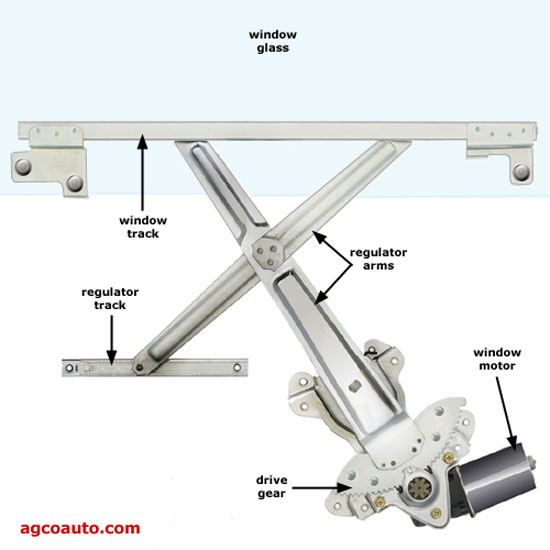 window
glass
window
track
regulator
arms
regulator
track
window
motor
drive
gear
agcoauto.com